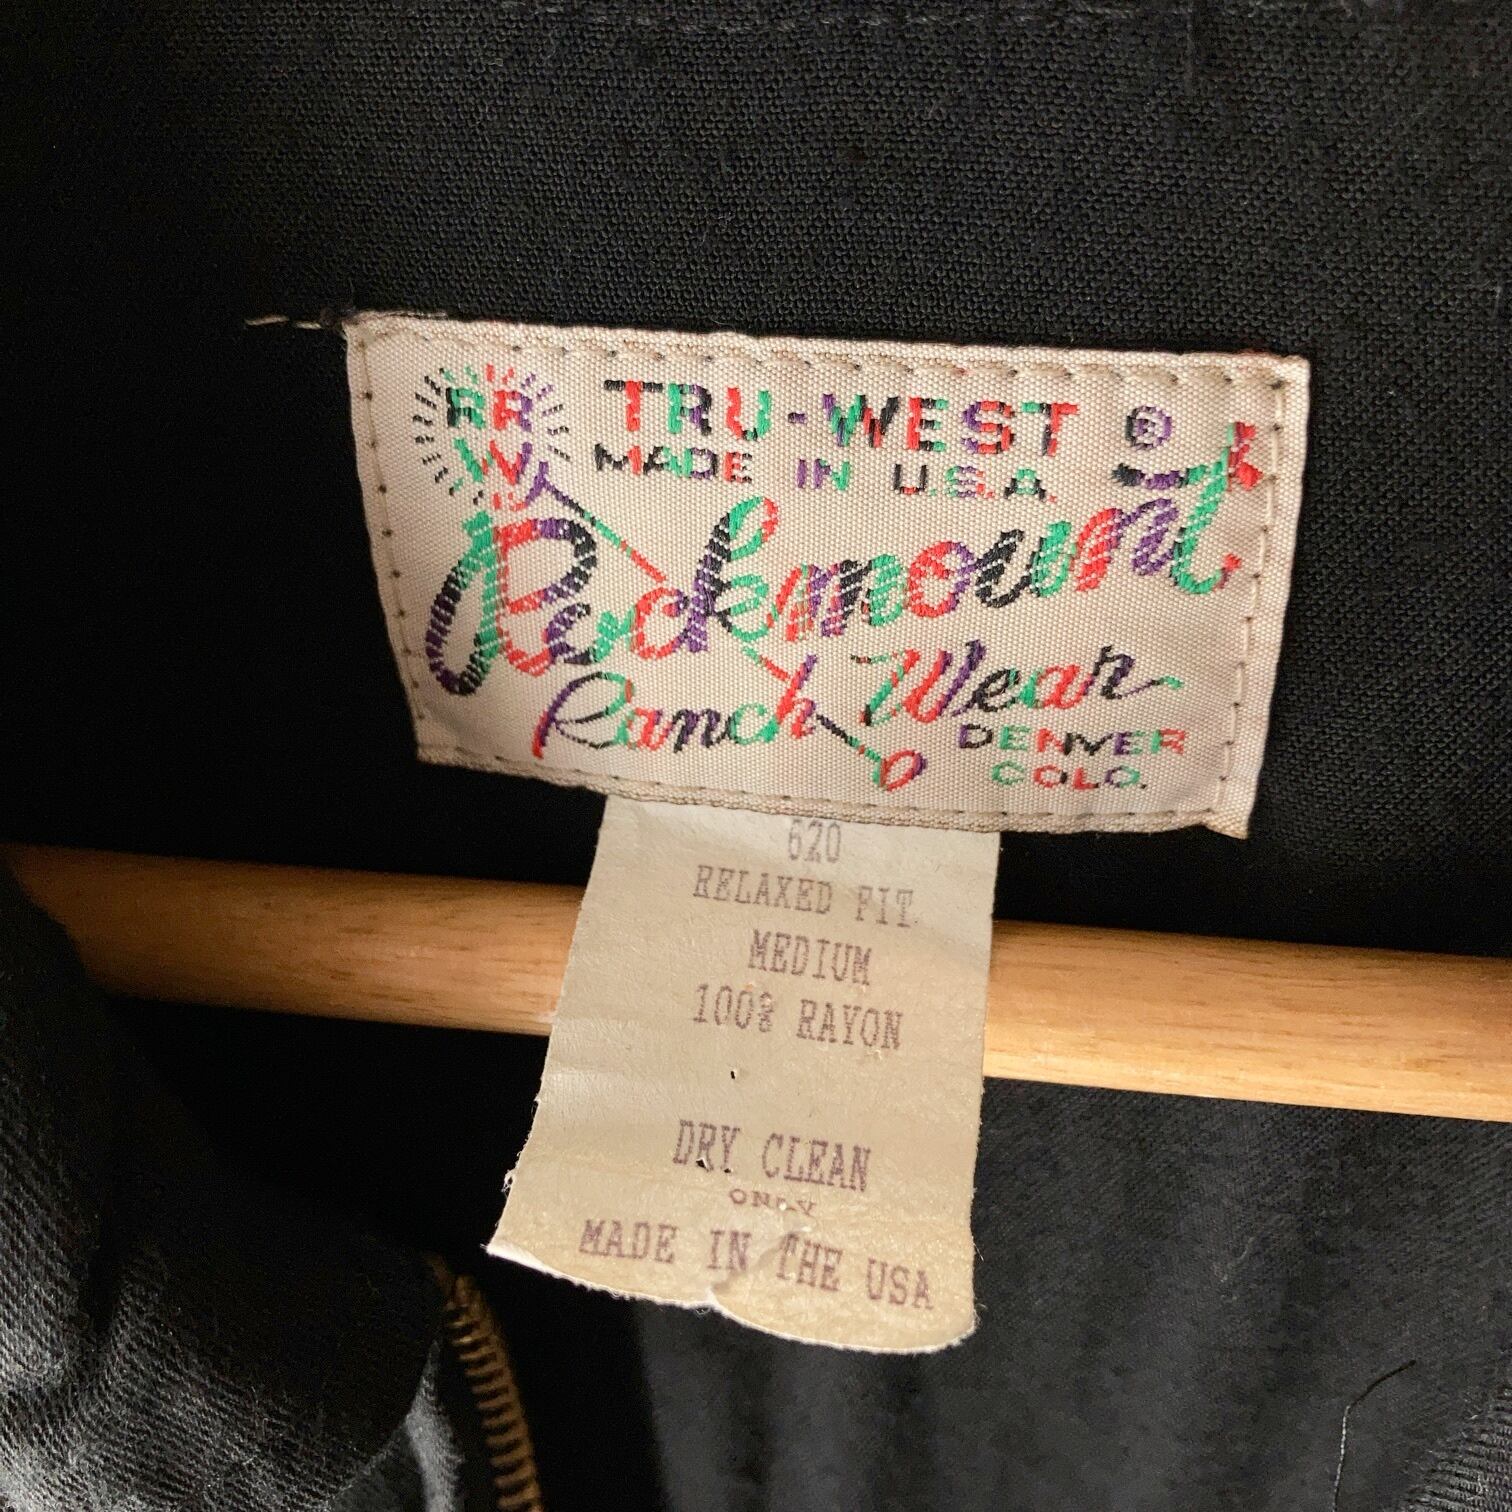 RR
W
TRU-WEST ®
MADE IN U.S.A.
Rockmount
Ranch Wear
DENVER
COLO.
620
RELAXED FIT
MEDIUM
100% RAYON
DRY CLEAN
ONLY
MADE IN THE USA